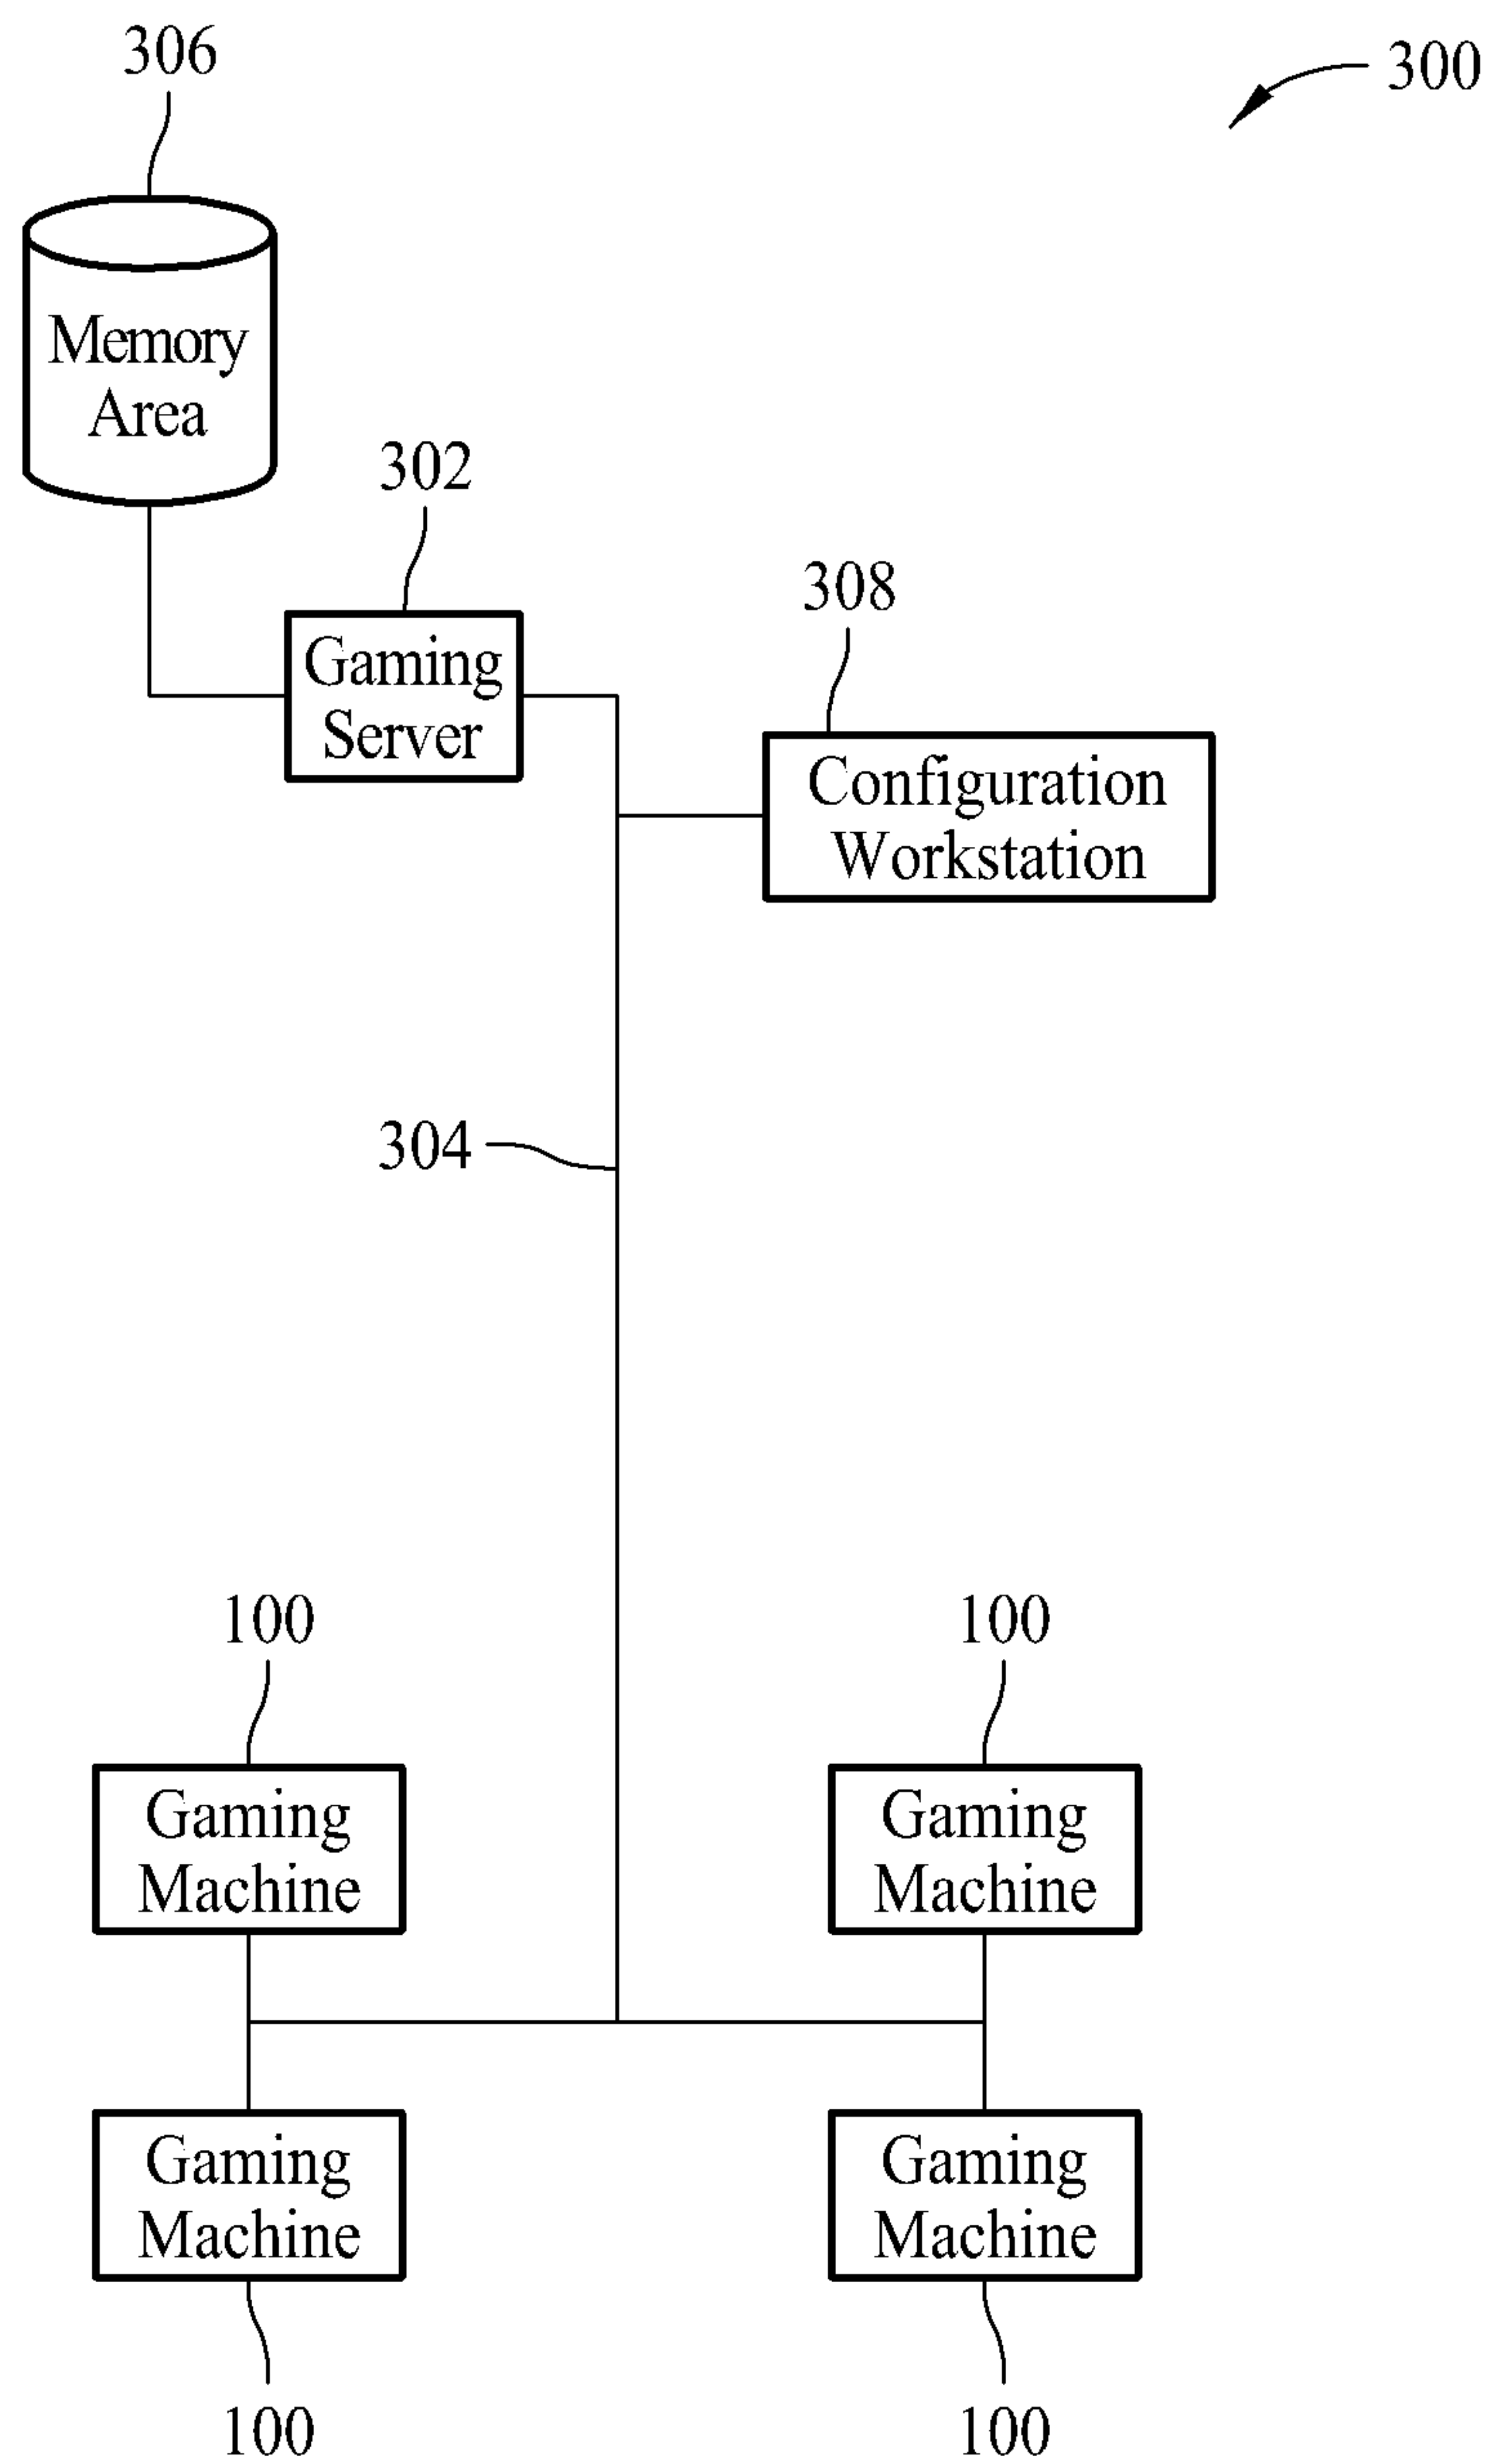 306
300
Memory
Area
302
Gaming
Server
308
Configuration
Workstation
304
100
100
Gaming
Machine
Gaming
Machine
Gaming
Machine
Gaming
Machine
100
100